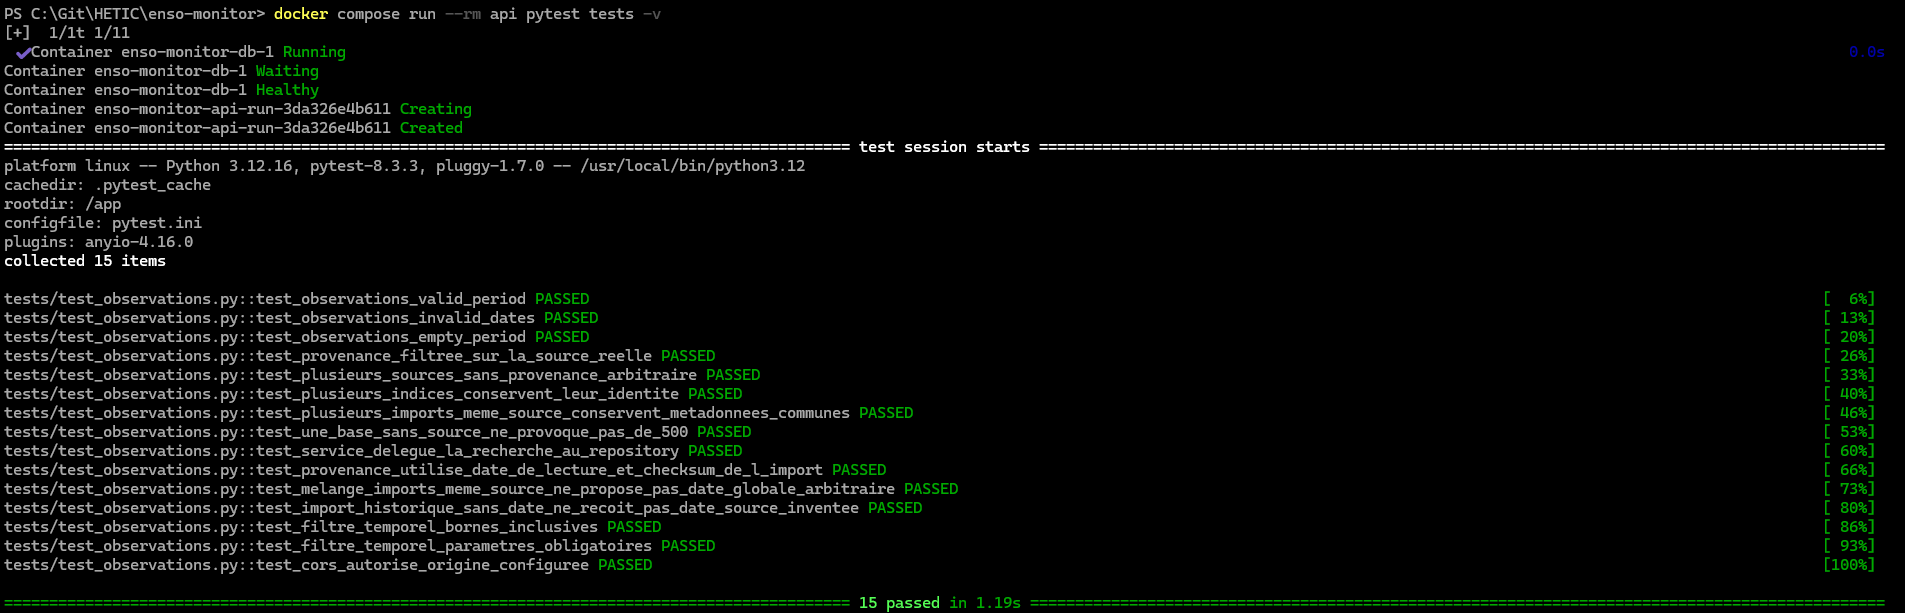 PS C:\Git\HETIC\enso-monitor> docker compose run --rm api pytest tests -v
[+]  1/1t 1/11
✔Container enso-monitor-db-1 Running 0.0s
Container enso-monitor-db-1 Waiting
Container enso-monitor-db-1 Healthy
Container enso-monitor-api-run-3da326e4b611 Creating
Container enso-monitor-api-run-3da326e4b611 Created
============================== test session starts ==============================
platform linux -- Python 3.12.16, pytest-8.3.3, pluggy-1.7.0 -- /usr/local/bin/python3.12
cachedir: .pytest_cache
rootdir: /app
configfile: pytest.ini
plugins: anyio-4.16.0
collected 15 items
tests/test_observations.py::test_observations_valid_period PASSED [  6%]
tests/test_observations.py::test_observations_invalid_dates PASSED [ 13%]
tests/test_observations.py::test_observations_empty_period PASSED [ 20%]
tests/test_observations.py::test_provenance_filtree_sur_la_source_reelle PASSED [ 26%]
tests/test_observations.py::test_plusieurs_sources_sans_provenance_arbitraire PASSED [ 33%]
tests/test_observations.py::test_plusieurs_indices_conservent_leur_identite PASSED [ 40%]
tests/test_observations.py::test_plusieurs_imports_meme_source_conservent_metadonnees_communes PASSED [ 46%]
tests/test_observations.py::test_une_base_sans_source_ne_provoque_pas_de_500 PASSED [ 53%]
tests/test_observations.py::test_service_delegue_la_recherche_au_repository PASSED [ 60%]
tests/test_observations.py::test_provenance_utilise_date_de_lecture_et_checksum_de_l_import PASSED [ 66%]
tests/test_observations.py::test_melange_imports_meme_source_ne_propose_pas_date_globale_arbitraire PASSED [ 73%]
tests/test_observations.py::test_import_historique_sans_date_ne_recoit_pas_date_source_inventee PASSED [ 80%]
tests/test_observations.py::test_filtre_temporel_bornes_inclusives PASSED [ 86%]
tests/test_observations.py::test_filtre_temporel_parametres_obligatoires PASSED [ 93%]
tests/test_observations.py::test_cors_autorise_origine_configuree PASSED [100%]
============================== 15 passed in 1.19s ==============================